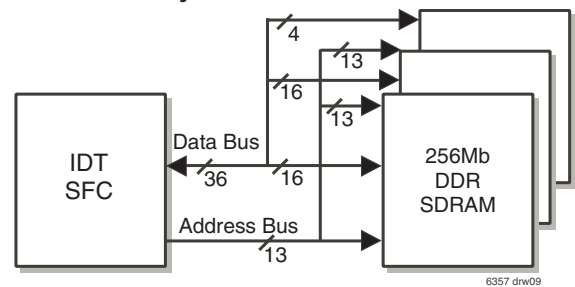 4
13
16
13
Data Bus
36
16
IDT
SFC
256Mb
DDR
SDRAM
Address Bus
13
6357 drw09